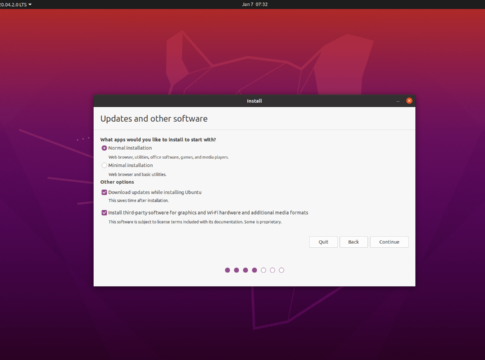 20.04.2.0 LTS
Jan 7 07:33
Install
Updates and other software
What apps would you like to install to start with?
Normal installation
Web browser, utilities, office software, games, and media players.
Minimal installation
Web browser and basic utilities.
Other options
Download updates while installing Ubuntu
This saves time after installation.
Install third-party software for graphics and Wi-Fi hardware and additional media formats
This software is subject to license terms included with its documentation. Some is proprietary.
Quit Back Continue